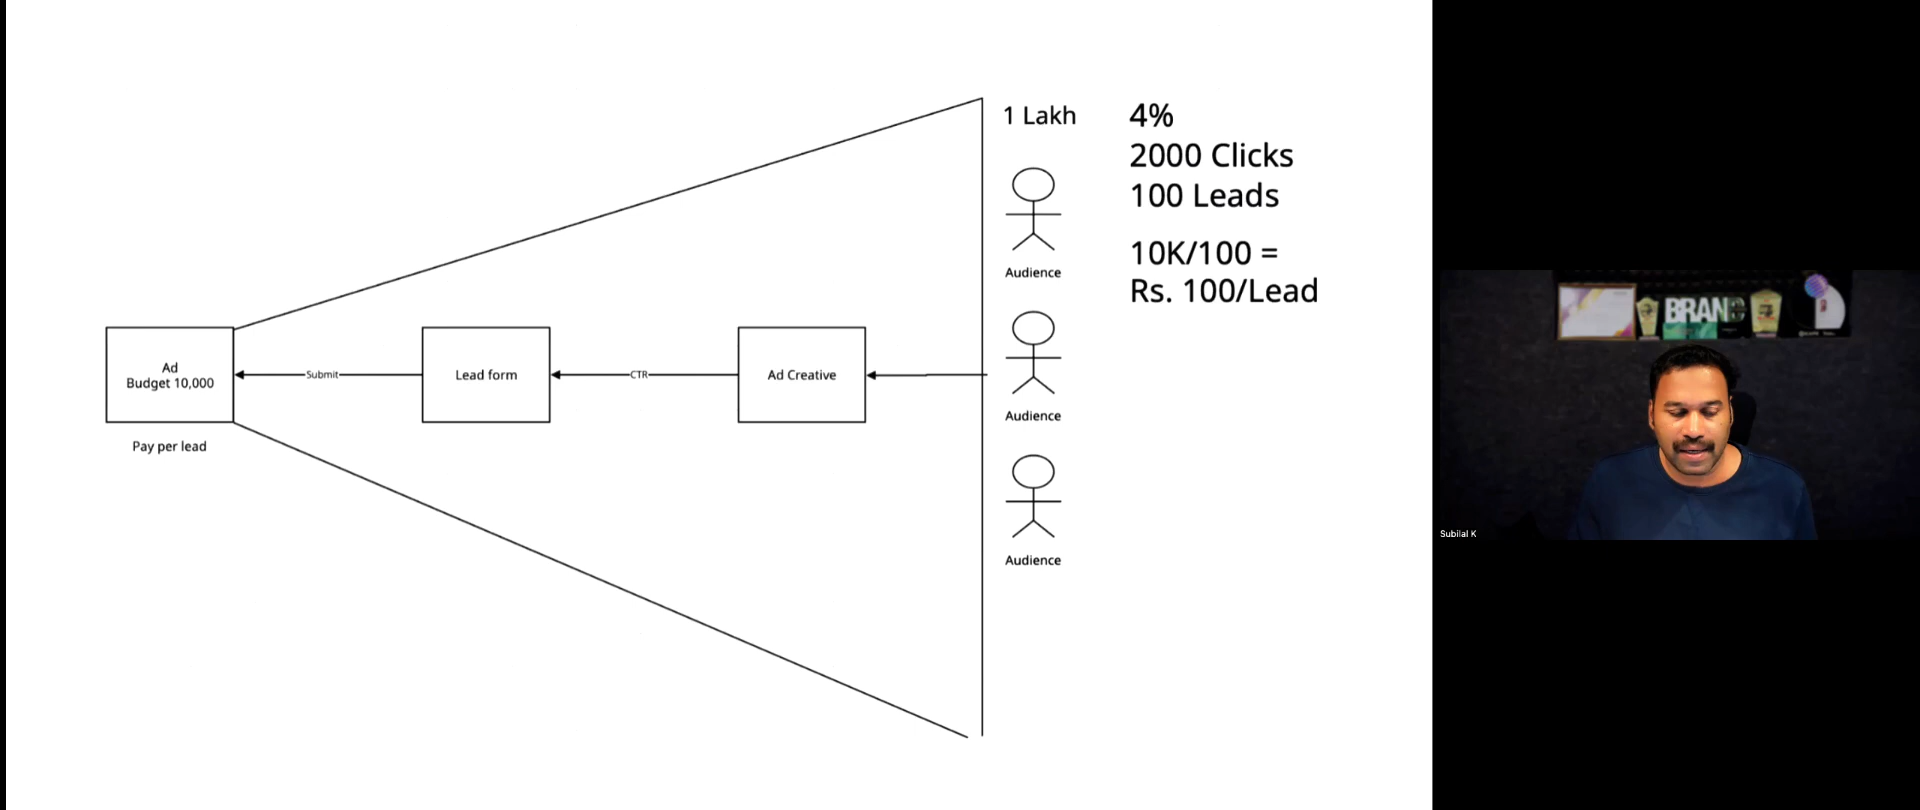 1 Lakh
4%
2000 Clicks
100 Leads
10K/100 =
Rs. 100/Lead
Audience
Audience
Audience
Ad
Budget 10,000
Submit
Lead form
CTR
Ad Creative
Pay per lead
BRAND
Subilal K